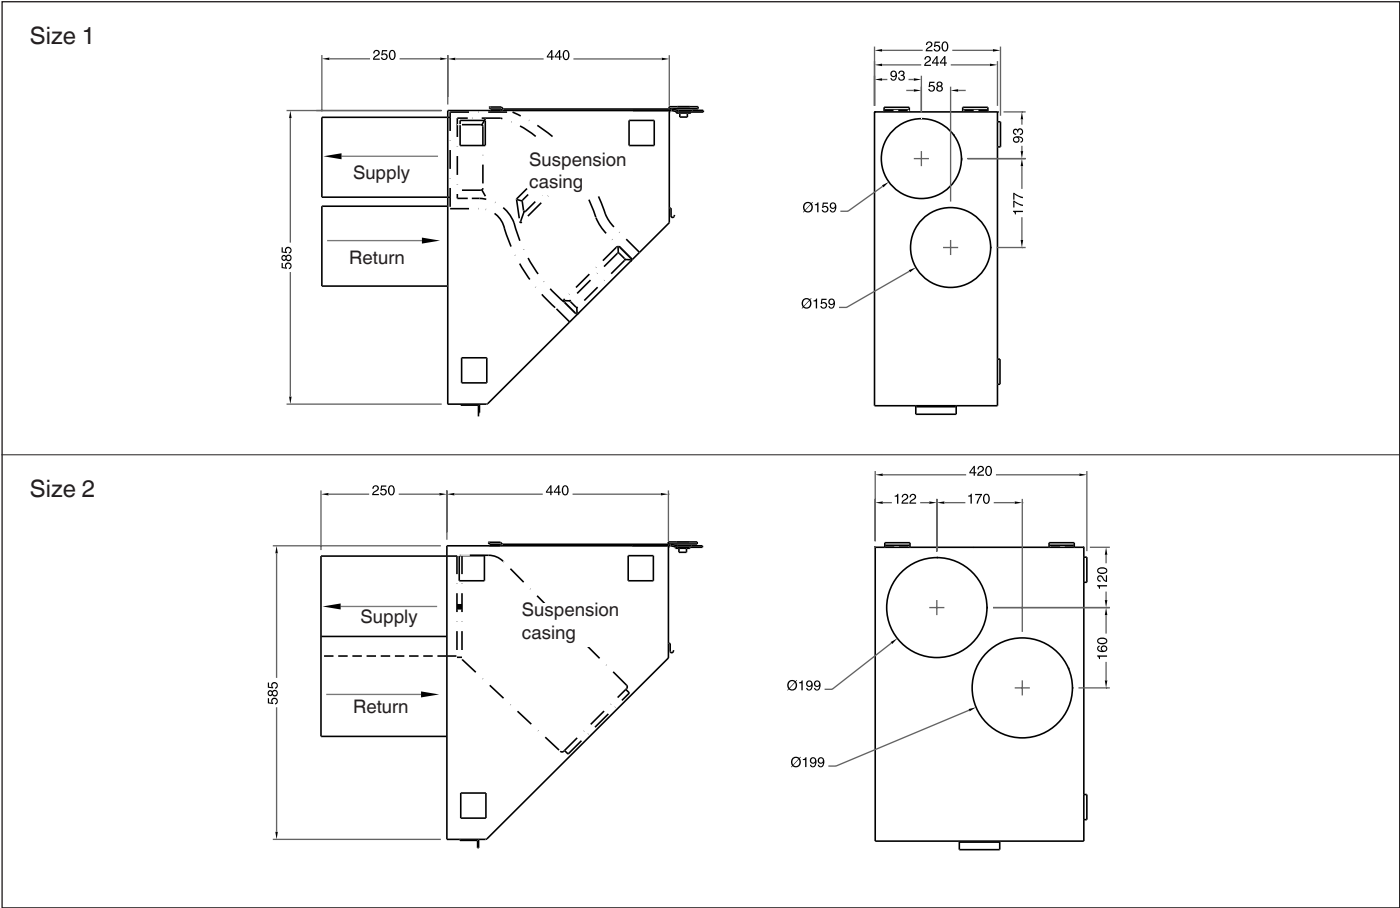 Size 1
250
440
585
Supply
Return
Suspension
casing
250
244
93
58
93
177
Ø159
Ø159
Size 2
250
440
585
Supply
Return
Suspension
casing
420
122
170
120
160
Ø199
Ø199